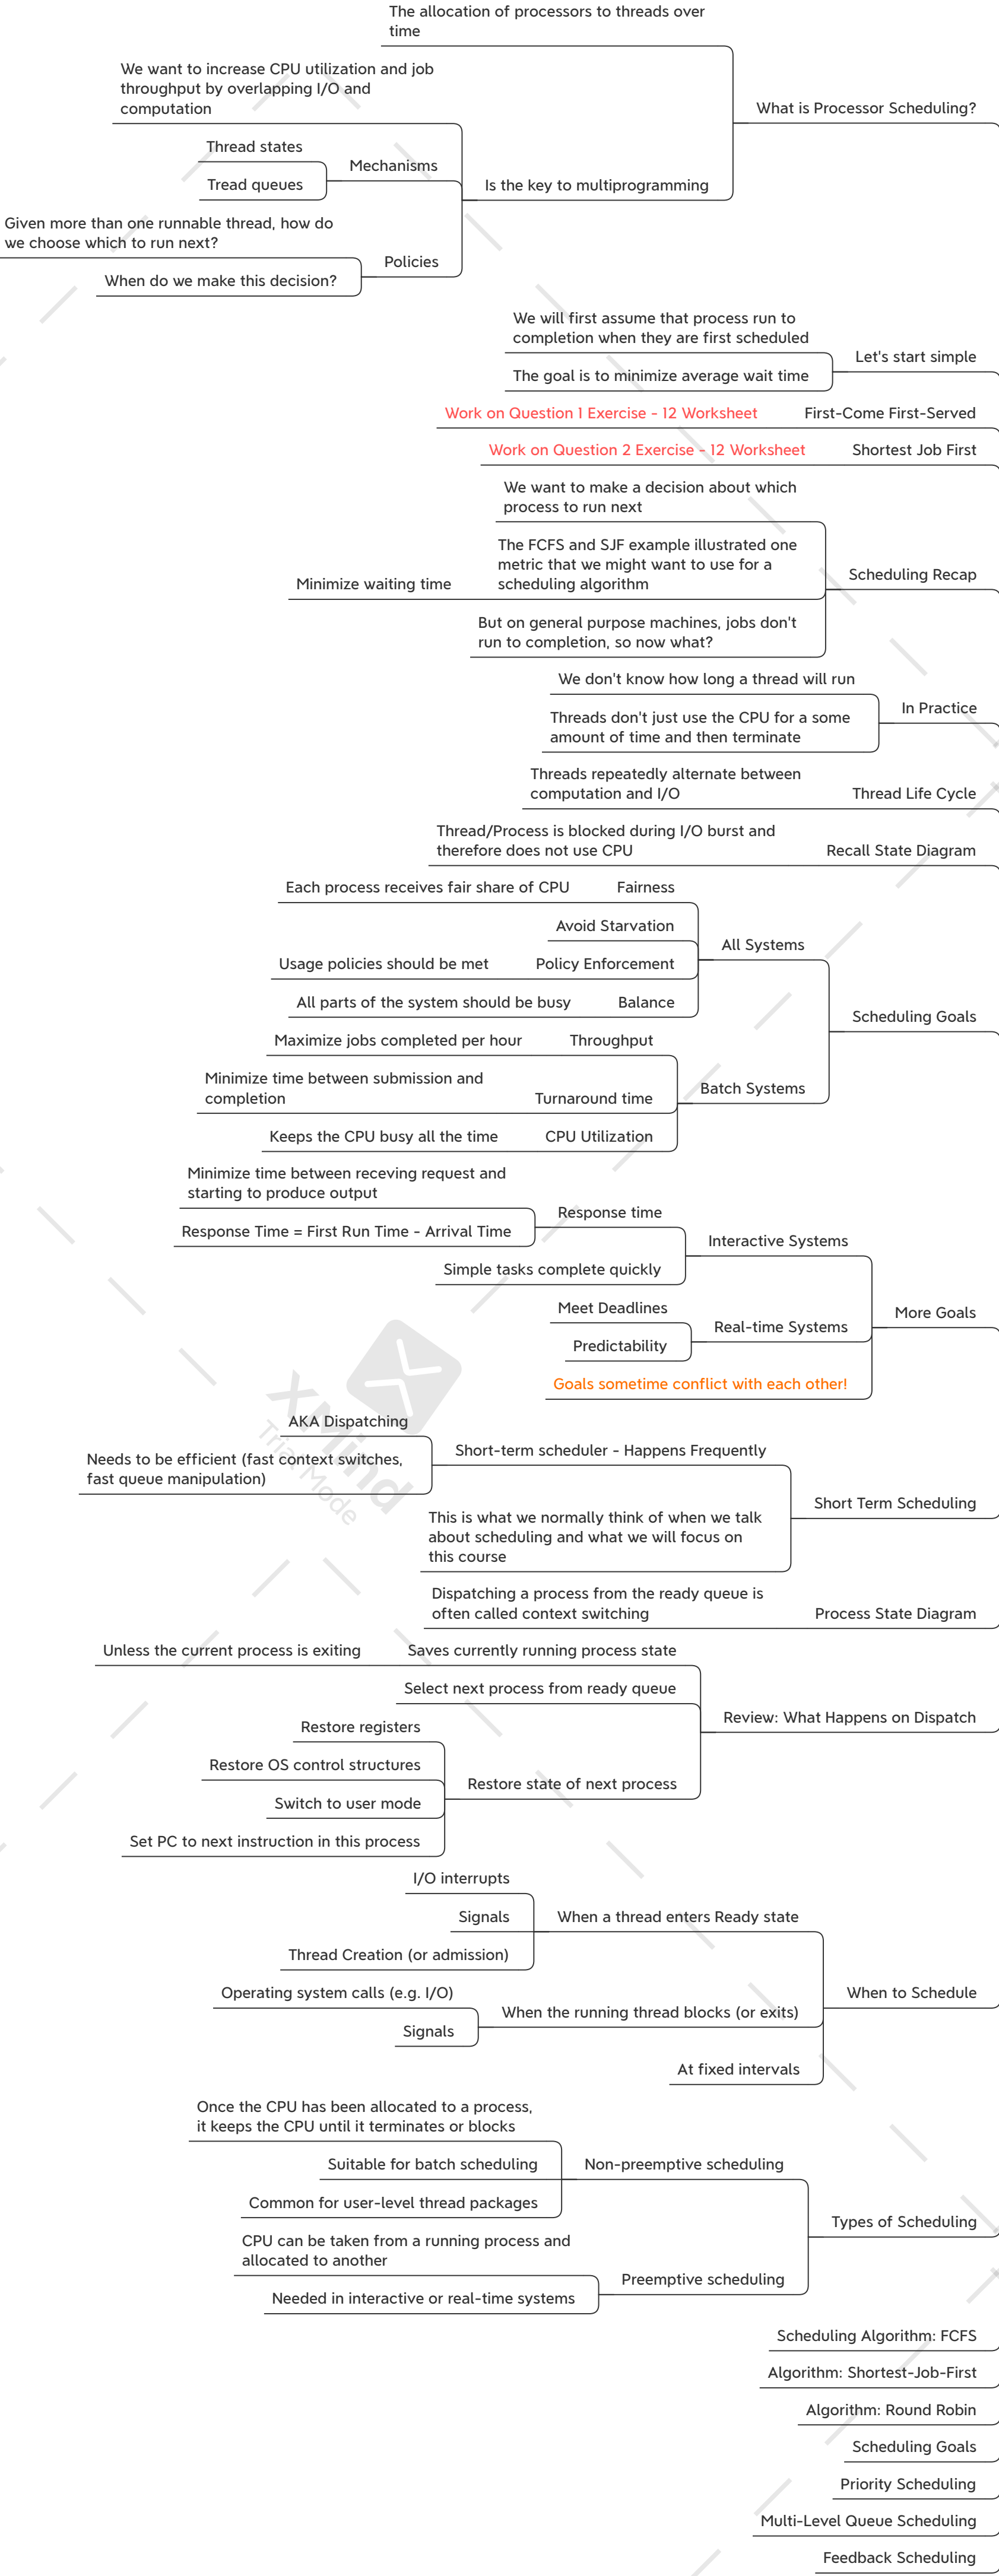 The allocation of processors to threads over
time
What is Processor Scheduling?
We want to increase CPU utilization and job
throughput by overlapping I/O and
computation
Thread states
Mechanisms
Tread queues
Is the key to multiprogramming
Given more than one runnable thread, how do
we choose which to run next?
Policies
When do we make this decision?
We will first assume that process run to
completion when they are first scheduled
Let's start simple
The goal is to minimize average wait time
Work on Question 1 Exercise - 12 Worksheet
First-Come First-Served
Work on Question 2 Exercise - 12 Worksheet
Shortest Job First
We want to make a decision about which
process to run next
The FCFS and SJF example illustrated one
metric that we might want to use for a
scheduling algorithm
Minimize waiting time
Scheduling Recap
But on general purpose machines, jobs don't
run to completion, so now what?
We don't know how long a thread will run
In Practice
Threads don't just use the CPU for a some
amount of time and then terminate
Threads repeatedly alternate between
computation and I/O
Thread Life Cycle
Thread/Process is blocked during I/O burst and
therefore does not use CPU
Recall State Diagram
Each process receives fair share of CPU
Fairness
Avoid Starvation
All Systems
Usage policies should be met
Policy Enforcement
All parts of the system should be busy
Balance
Scheduling Goals
Maximize jobs completed per hour
Throughput
Minimize time between submission and
completion
Turnaround time
Batch Systems
Keeps the CPU busy all the time
CPU Utilization
Minimize time between receving request and
starting to produce output
Response time
Response Time = First Run Time - Arrival Time
Interactive Systems
Simple tasks complete quickly
Meet Deadlines
Real-time Systems
More Goals
Predictability
Goals sometime conflict with each other!
AKA Dispatching
Short-term scheduler - Happens Frequently
Needs to be efficient (fast context switches,
fast queue manipulation)
Short Term Scheduling
This is what we normally think of when we talk
about scheduling and what we will focus on
this course
Dispatching a process from the ready queue is
often called context switching
Process State Diagram
Unless the current process is exiting
Saves currently running process state
Select next process from ready queue
Review: What Happens on Dispatch
Restore registers
Restore OS control structures
Restore state of next process
Switch to user mode
Set PC to next instruction in this process
I/O interrupts
Signals
When a thread enters Ready state
Thread Creation (or admission)
Operating system calls (e.g. I/O)
When the running thread blocks (or exits)
When to Schedule
Signals
At fixed intervals
Once the CPU has been allocated to a process,
it keeps the CPU until it terminates or blocks
Suitable for batch scheduling
Non-preemptive scheduling
Common for user-level thread packages
Types of Scheduling
CPU can be taken from a running process and
allocated to another
Preemptive scheduling
Needed in interactive or real-time systems
Scheduling Algorithm: FCFS
Algorithm: Shortest-Job-First
Algorithm: Round Robin
Scheduling Goals
Priority Scheduling
Multi-Level Queue Scheduling
Feedback Scheduling
XMind
Trial Mode